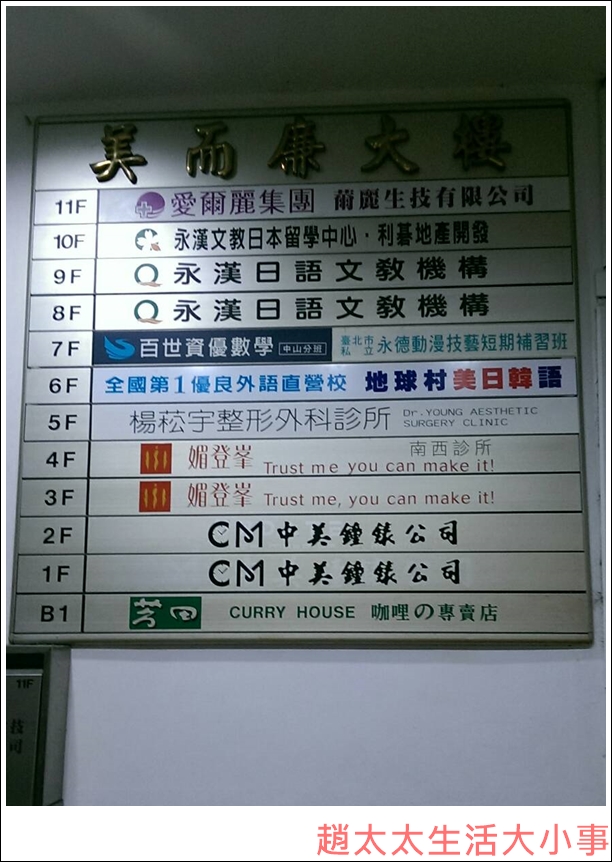 美而廉大樓
11F 愛爾麗集團 薾麗生技有限公司
10F 永漢文教日本留學中心・利碁地產開發
9F 永漢日語文教機構
8F 永漢日語文教機構
7F 百世資優數學 中山分班 臺北市私立永德動漫技藝短期補習班
6F 全國第1優良外語直營校 地球村美日韓語
5F 楊菘宇整形外科診所 Dr.YOUNG AESTHETIC SURGERY CLINIC
4F 媚登峯 Trust me you can make it! 南西診所
3F 媚登峯 Trust me, you can make it!
2F CM 中美鐘錶公司
1F CM 中美鐘錶公司
B1 芳田 CURRY HOUSE 咖哩の專賣店
11F
技
司
趙太太生活大小事